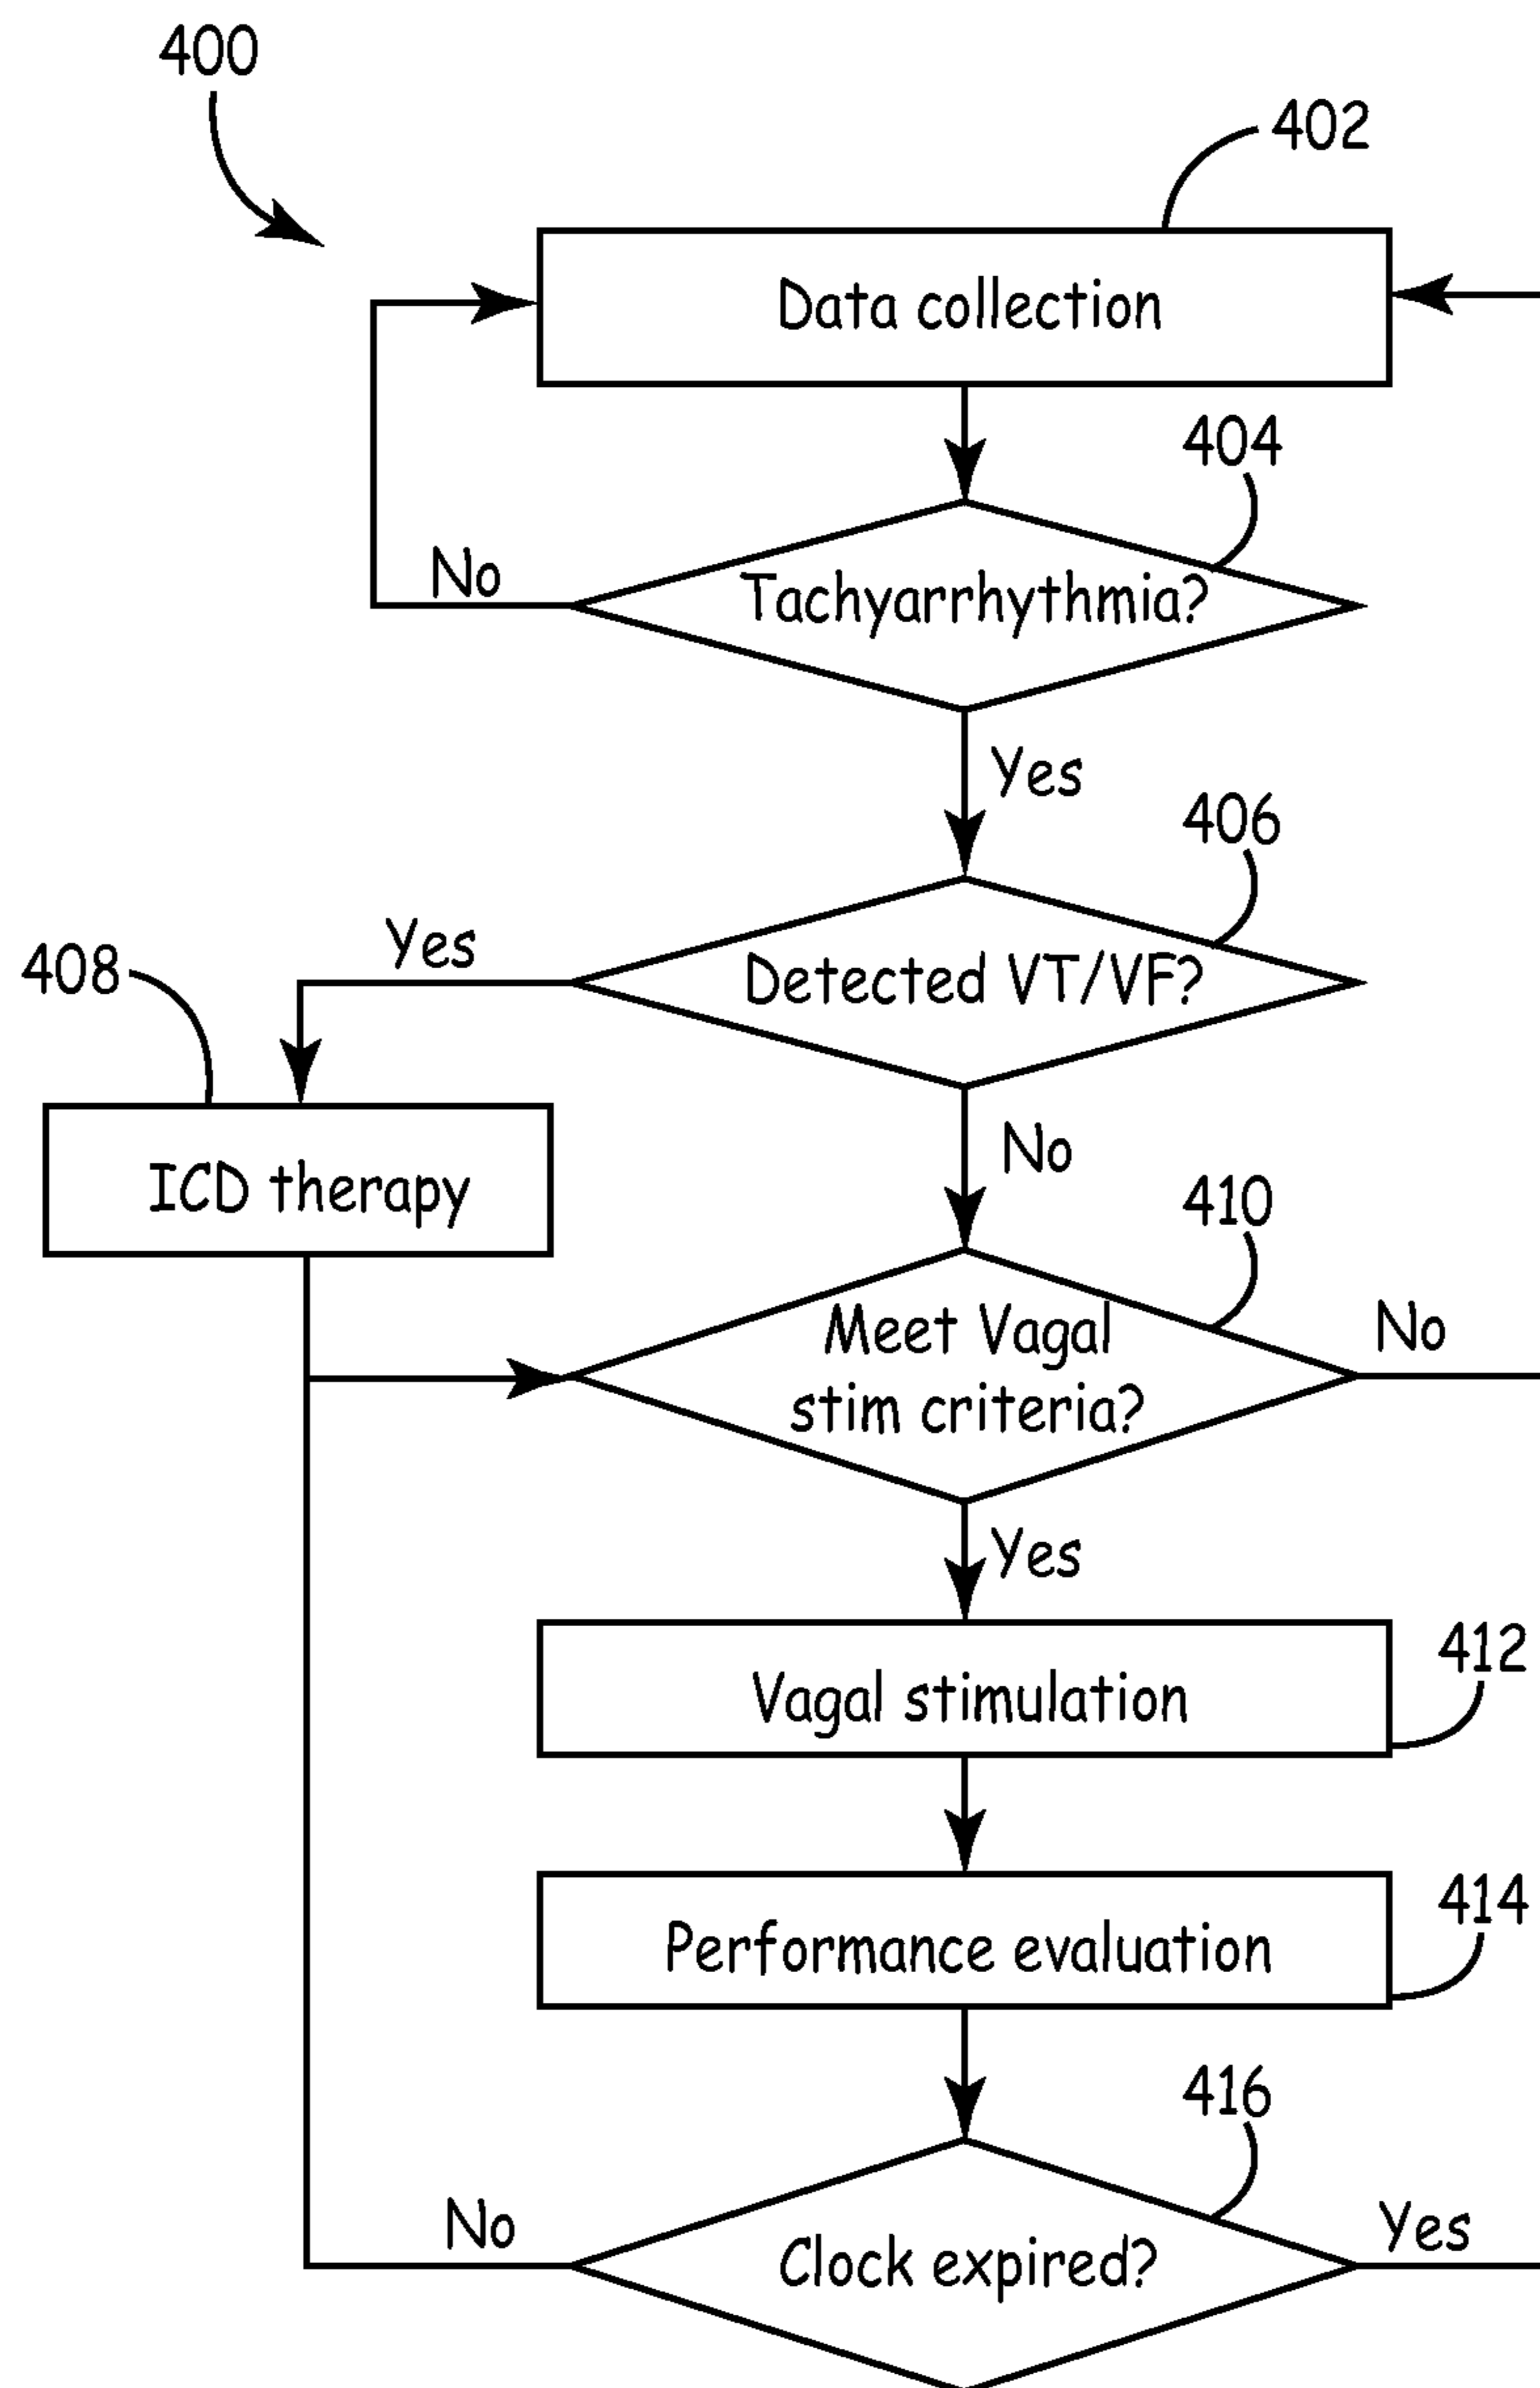 400
402
Data collection
404
No
Tachyarrhythmia?
Yes
406
Yes
408
Detected VT/VF?
No
ICD therapy
410
No
Meet Vagal
stim criteria?
Yes
412
Vagal stimulation
414
Performance evaluation
416
No
Yes
Clock expired?